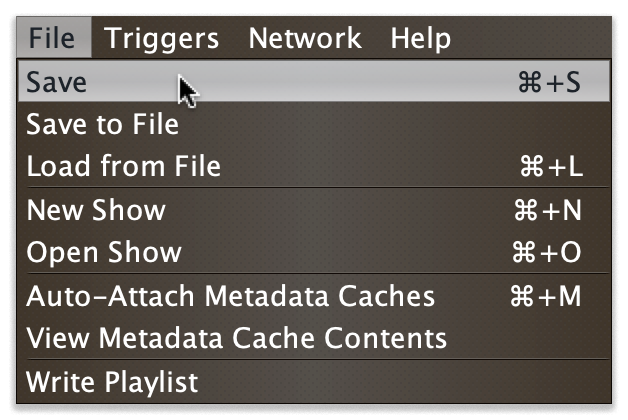 File Triggers Network Help
Save ⌘+S
Save to File
Load from File ⌘+L
New Show ⌘+N
Open Show ⌘+O
Auto-Attach Metadata Caches ⌘+M
View Metadata Cache Contents
Write Playlist